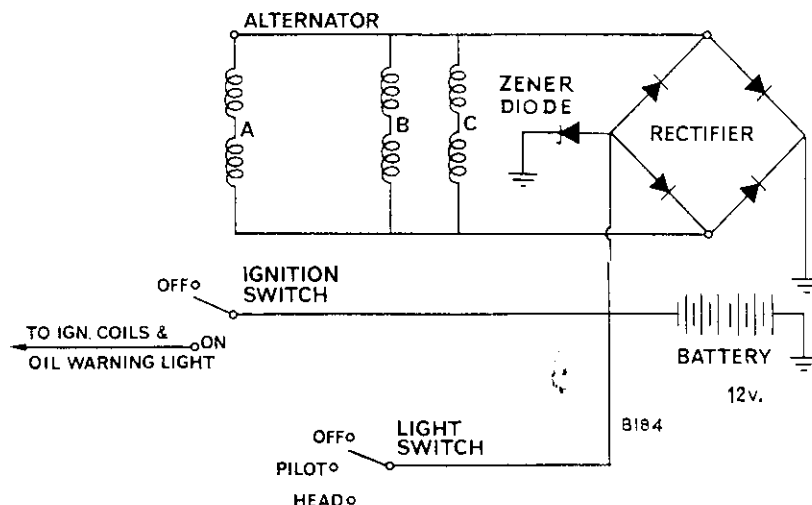 ALTERNATOR
A
B
C
ZENER
DIODE
RECTIFIER
OFF
IGNITION
SWITCH
TO IGN. COILS &
OIL WARNING LIGHT
ON
BATTERY
12v.
B184
OFF
LIGHT
SWITCH
PILOT
HEAD